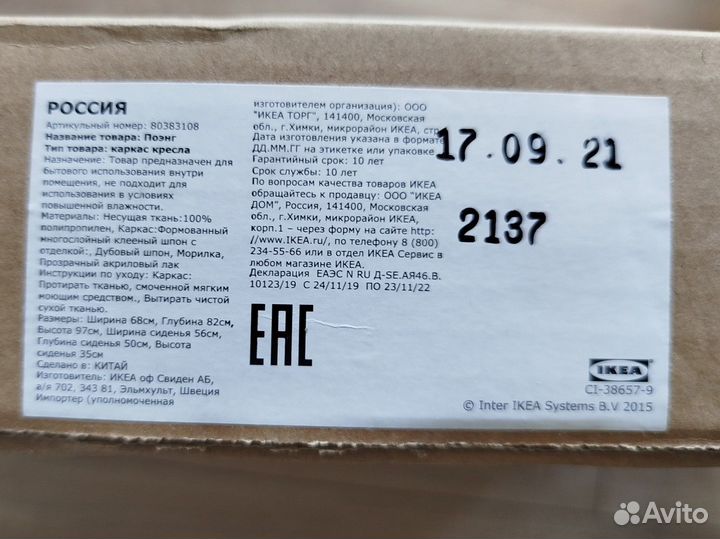 РОССИЯ
Артикульный номер: 80383108
Название товара: Поэнг
Тип товара: каркас кресла
Назначение: Товар предназначен для
бытового использования внутри
помещения, не подходит для
использования в условиях
повышенной влажности.
Материалы: Несущая ткань:100%
полипропилен, Каркас:Формованный
многослойный клееный шпон с
отделкой., Дубовый шпон, Морилка,
Прозрачный акриловый лак
Инструкции по уходу: Каркас:
Протирать тканью, смоченной мягким
моющим средством., Вытирать чистой
сухой тканью.
Размеры: Ширина 68см, Глубина 82см,
Высота 97см, Ширина сиденья 56см,
Глубина сиденья 50см, Высота
сиденья 35см
Сделано в: КИТАЙ
Изготовитель: ИКЕА оф Свиден АБ,
а/я 702, 343 81, Эльмхульт, Швеция
Импортер (уполномоченная
изготовителем организация): ООО
"ИКЕА ТОРГ", 141400, Московская
обл., г.Химки, микрорайон ИКЕА, стр
Дата изготовления указана в формате
ДД.ММ.ГГ на этикетке или упаковке
Гарантийный срок: 10 лет
Срок службы: 10 лет
По вопросам качества товаров ИКЕА
обращайтесь к продавцу: ООО "ИКЕА
ДОМ", Россия, 141400, Московская
обл., г.Химки, микрорайон ИКЕА,
корп.1 – через форму на сайте http:
//www.IKEA.ru/, по телефону 8 (800)
234-55-66 или в отдел ИКЕА Сервис в
любом магазине ИКЕА.
Декларация ЕАЭС N RU Д-SE.АЯ46.В.
10123/19 С 24/11/19 ПО 23/11/22
EAC
17.09.21
2137
IKEA
CI-38657-9
© Inter IKEA Systems B.V 2015
Avito